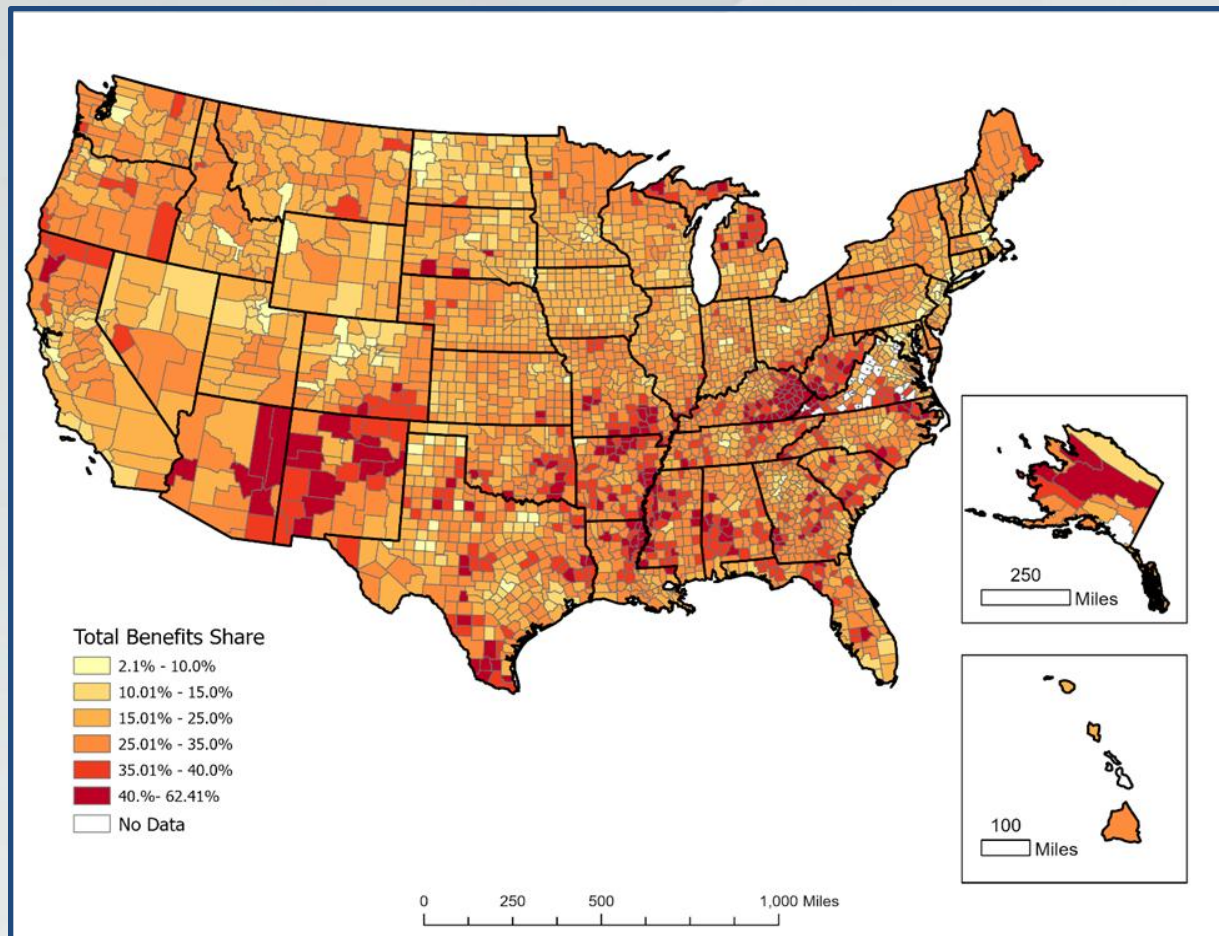 Total Benefits Share
2.1% - 10.0%
10.01% - 15.0%
15.01% - 25.0%
25.01% - 35.0%
35.01% - 40.0%
40.%- 62.41%
No Data
250
Miles
100
Miles
0 250 500 1,000 Miles